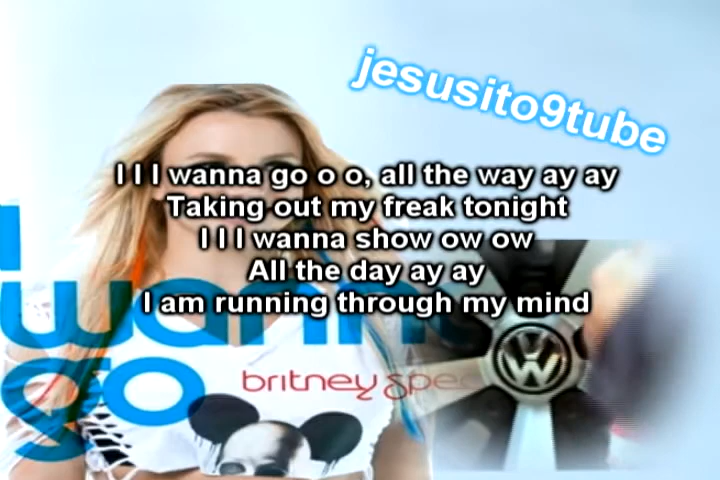 jesusito9tube
I I I wanna go o o, all the way ay ay
Taking out my freak tonight
I I I wanna show ow ow
All the day ay ay
I am running through my mind
I
wanna
go
britney spe